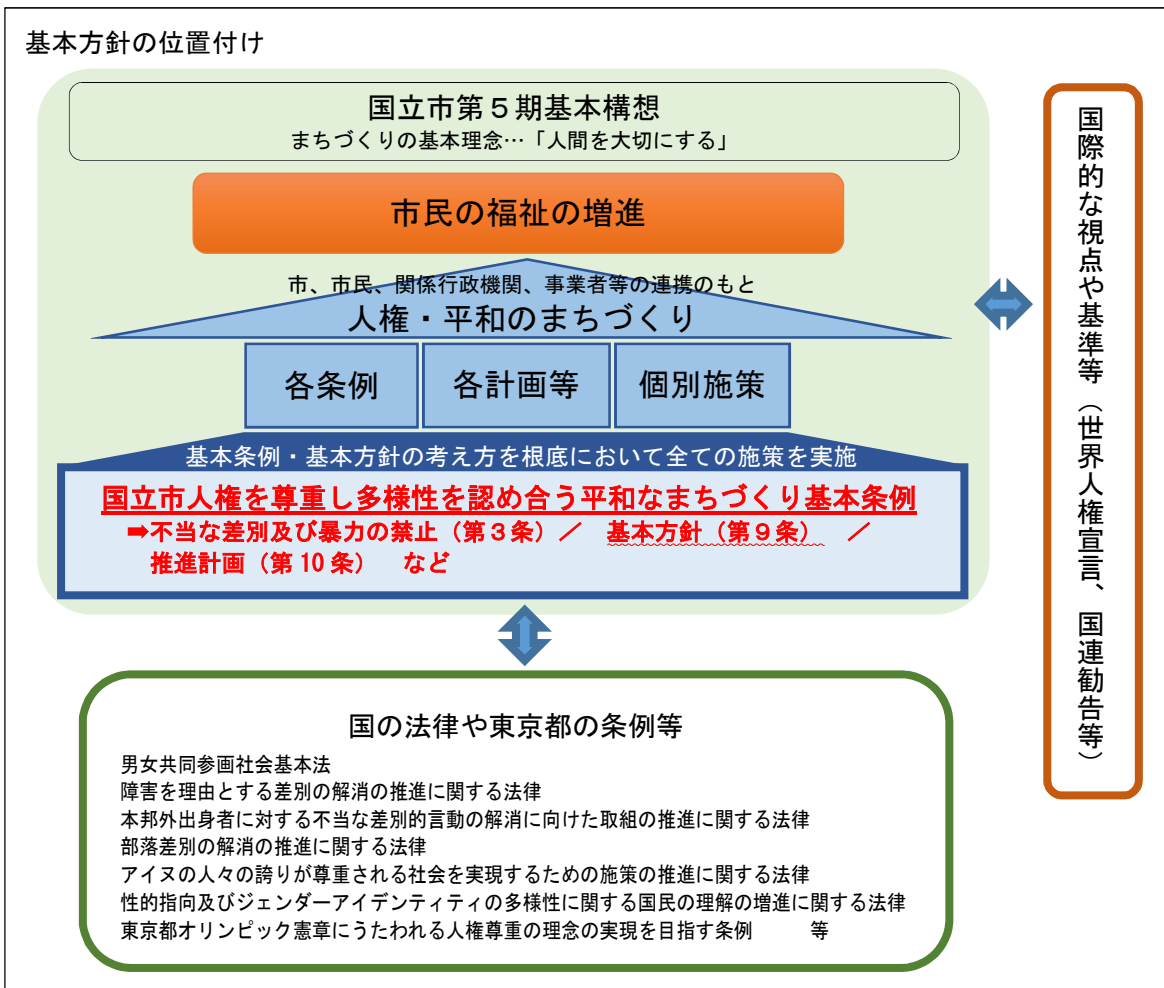 基本方針の位置付け
国立市第５期基本構想
まちづくりの基本理念…「人間を大切にする」
市民の福祉の増進
市、市民、関係行政機関、事業者等の連携のもと
人権・平和のまちづくり
各条例
各計画等
個別施策
基本条例・基本方針の考え方を根底において全ての施策を実施
国立市人権を尊重し多様性を認め合う平和なまちづくり基本条例
➡不当な差別及び暴力の禁止（第３条）／　基本方針（第９条）　／
推進計画（第10条）　など
国の法律や東京都の条例等
男女共同参画社会基本法
障害を理由とする差別の解消の推進に関する法律
本邦外出身者に対する不当な差別的言動の解消に向けた取組の推進に関する法律
部落差別の解消の推進に関する法律
アイヌの人々の誇りが尊重される社会を実現するための施策の推進に関する法律
性的指向及びジェンダーアイデンティティの多様性に関する国民の理解の増進に関する法律
東京都オリンピック憲章にうたわれる人権尊重の理念の実現を目指す条例　　　等
国際的な視点や基準等（世界人権宣言、国連勧告等）